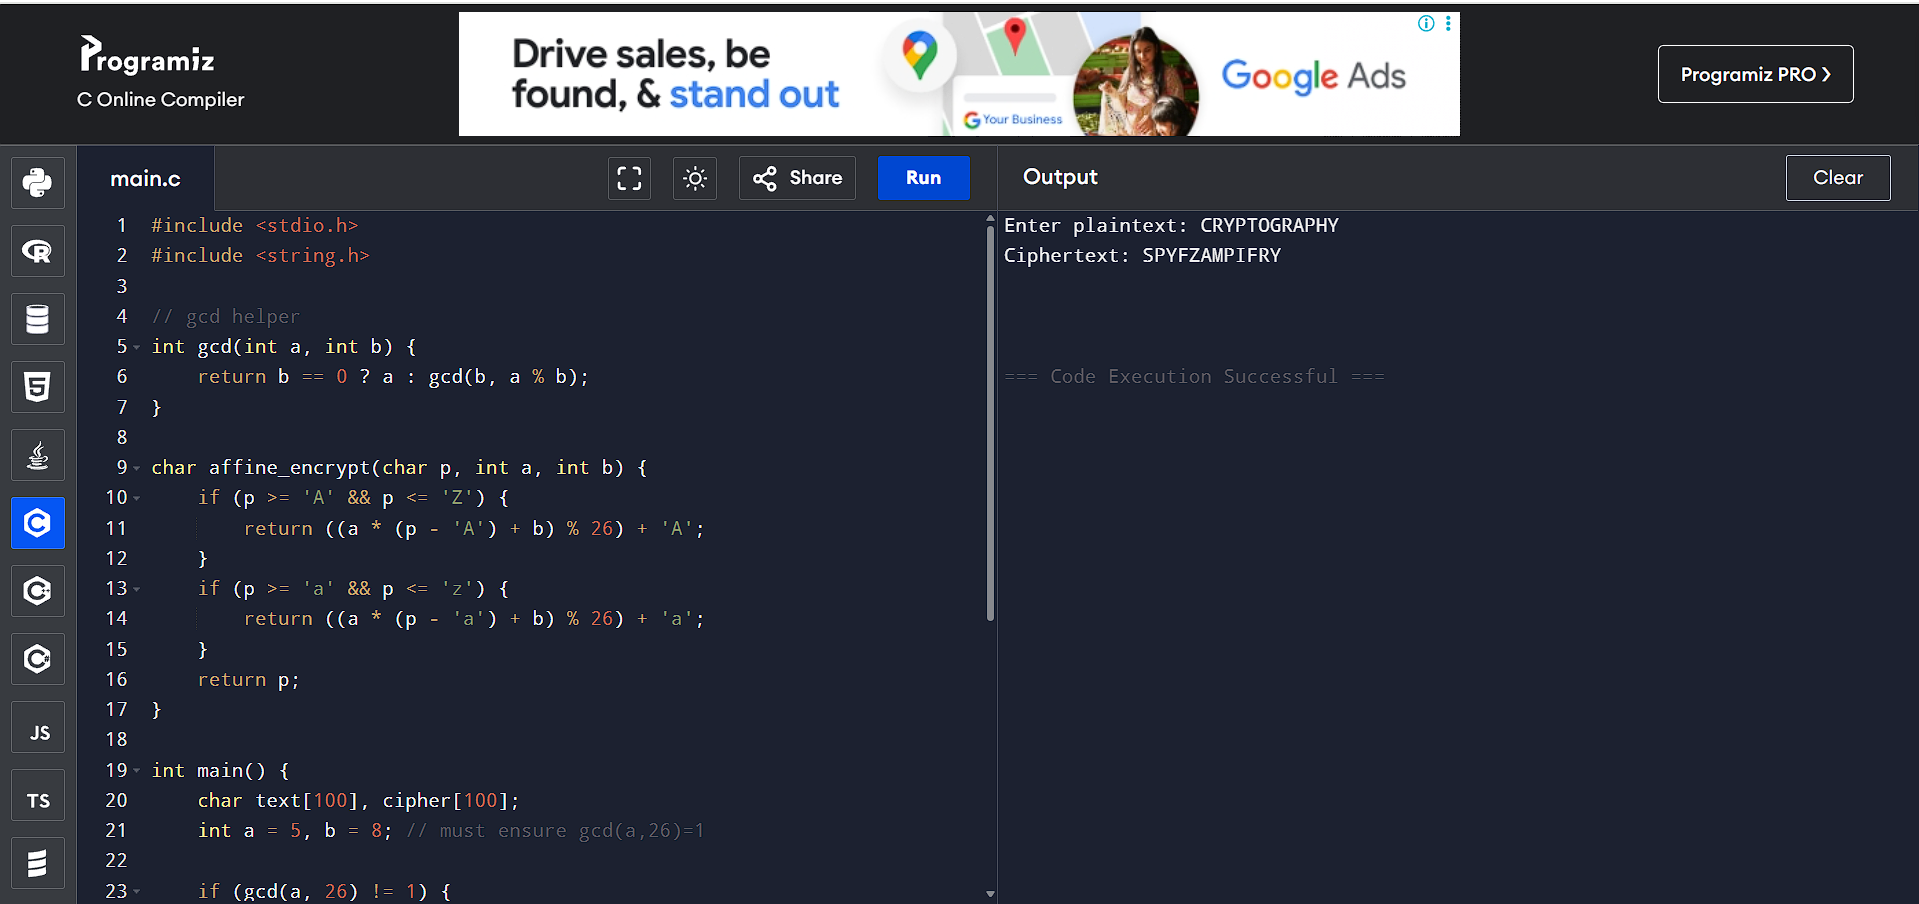 Programiz
C Online Compiler
Drive sales, be
found, & stand out
G Your Business
Google Ads
Programiz PRO ❯
main.c
Share
Run
Output
Clear
1 #include <stdio.h>
2 #include <string.h>
3
4 // gcd helper
5 int gcd(int a, int b) {
6     return b == 0 ? a : gcd(b, a % b);
7 }
8
9 char affine_encrypt(char p, int a, int b) {
10     if (p >= 'A' && p <= 'Z') {
11         return ((a * (p - 'A') + b) % 26) + 'A';
12     }
13     if (p >= 'a' && p <= 'z') {
14         return ((a * (p - 'a') + b) % 26) + 'a';
15     }
16     return p;
17 }
18
19 int main() {
20     char text[100], cipher[100];
21     int a = 5, b = 8; // must ensure gcd(a,26)=1
22
23     if (gcd(a, 26) != 1) {
Enter plaintext: CRYPTOGRAPHY
Ciphertext: SPYFZAMPIFRY
=== Code Execution Successful ===
R
5
C
C++
C#
JS
TS